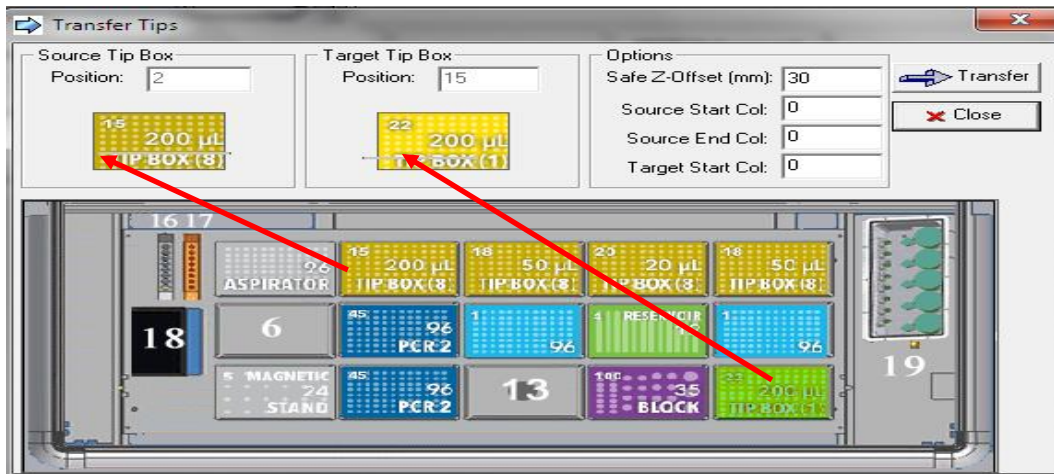 Transfer Tips
Source Tip Box
Position: 2
15
200 µL
TIP BOX (8)
Target Tip Box
Position: 15
22
200 µL
TIP BOX (1)
Options
Safe Z-Offset (mm): 30
Source Start Col: 0
Source End Col: 0
Target Start Col: 0
Transfer
Close
16 17
96
ASPIRATOR
15
200 µL
TIP BOX (8)
18
50 µL
TIP BOX (8)
20
20 µL
TIP BOX (8)
18
50 µL
TIP BOX (8)
18
6
45
96
PCR 2
1
96
4 RESERVOIR
1
96
19
5 MAGNETIC
24
STAND
45
96
PCR 2
13
100
35
BLOCK
200 µL
TIP BOX (1)